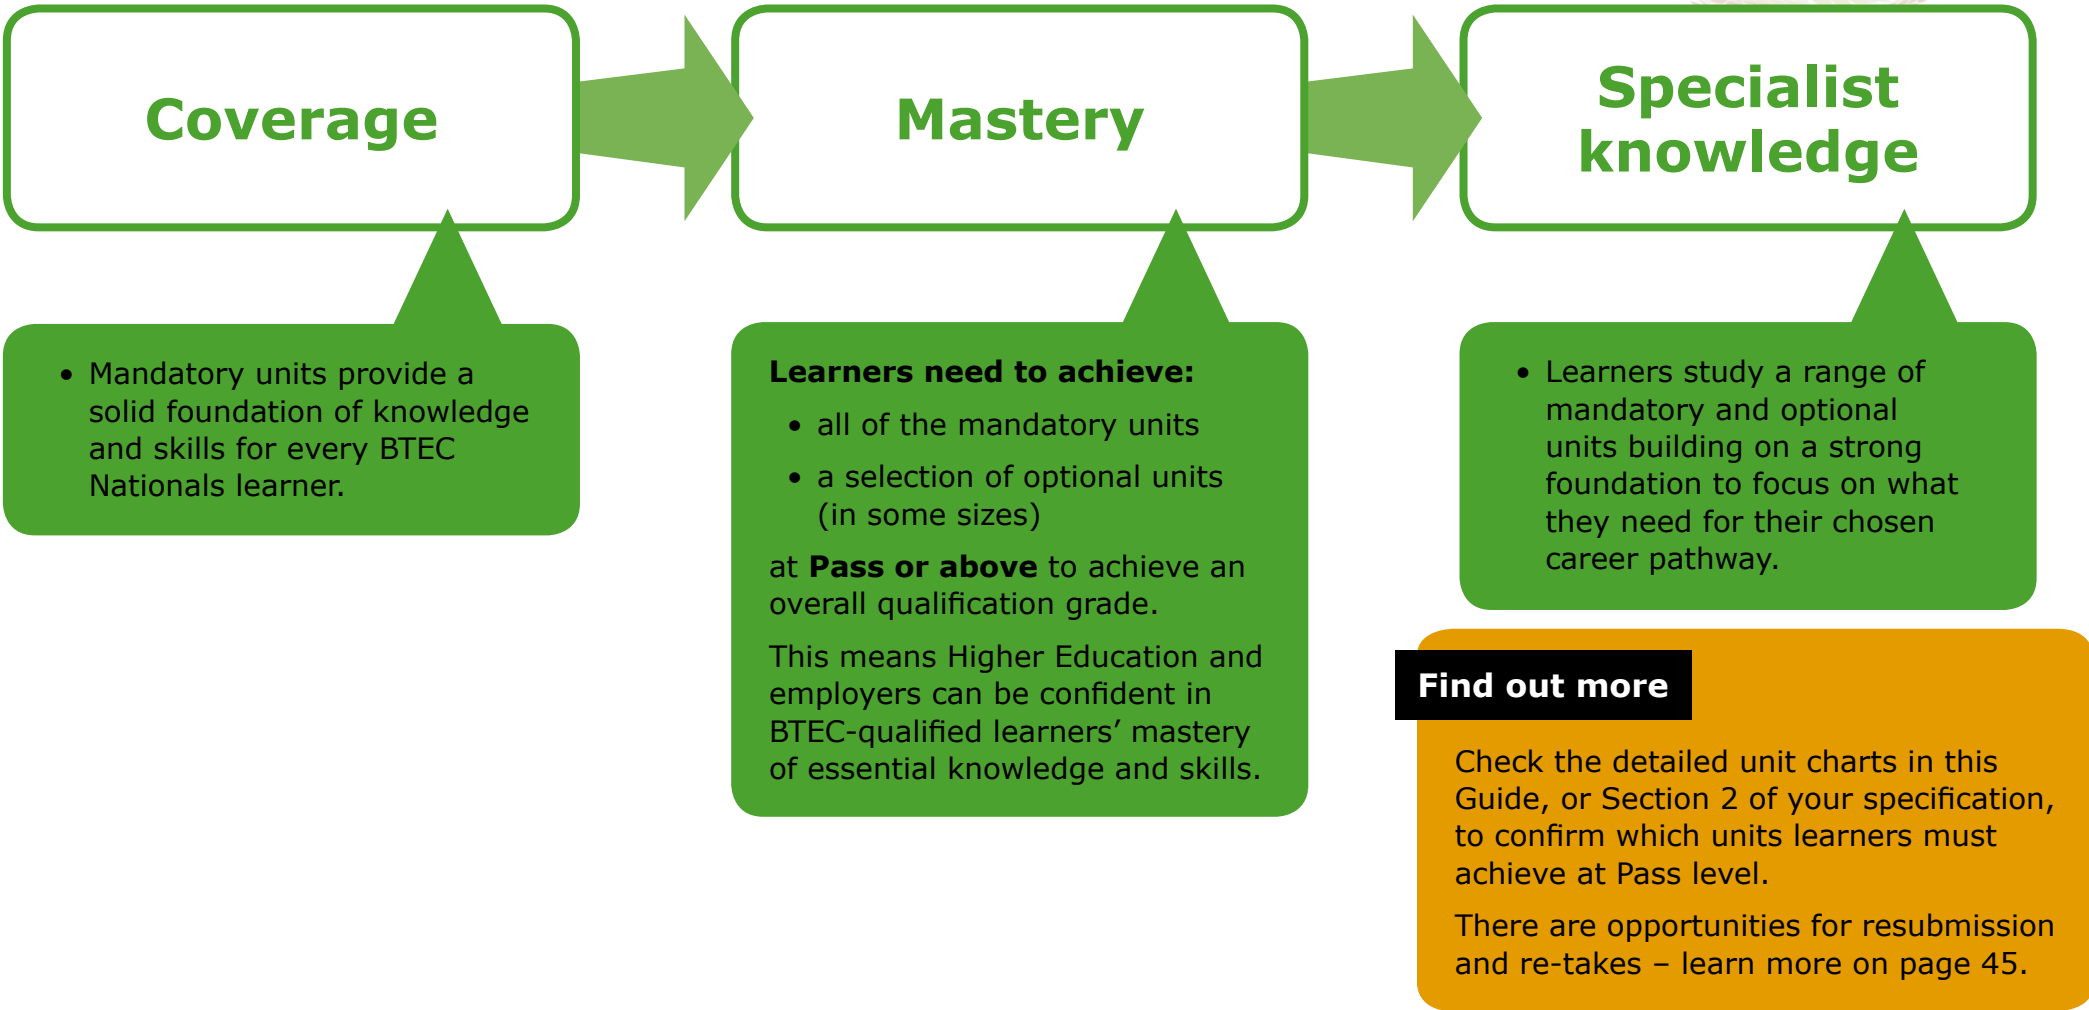 Coverage
Mastery
Specialist
knowledge
• Mandatory units provide a
solid foundation of knowledge
and skills for every BTEC
Nationals learner.
Learners need to achieve:
• all of the mandatory units
• a selection of optional units
(in some sizes)
at Pass or above to achieve an
overall qualification grade.
This means Higher Education and
employers can be confident in
BTEC-qualified learners’ mastery
of essential knowledge and skills.
• Learners study a range of
mandatory and optional
units building on a strong
foundation to focus on what
they need for their chosen
career pathway.
Find out more
Check the detailed unit charts in this
Guide, or Section 2 of your specification,
to confirm which units learners must
achieve at Pass level.
There are opportunities for resubmission
and re-takes – learn more on page 45.